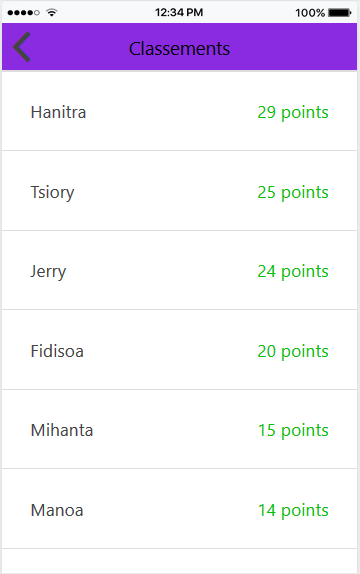 12:34 PM 100%
Classements
Hanitra 29 points
Tsiory 25 points
Jerry 24 points
Fidisoa 20 points
Mihanta 15 points
Manoa 14 points